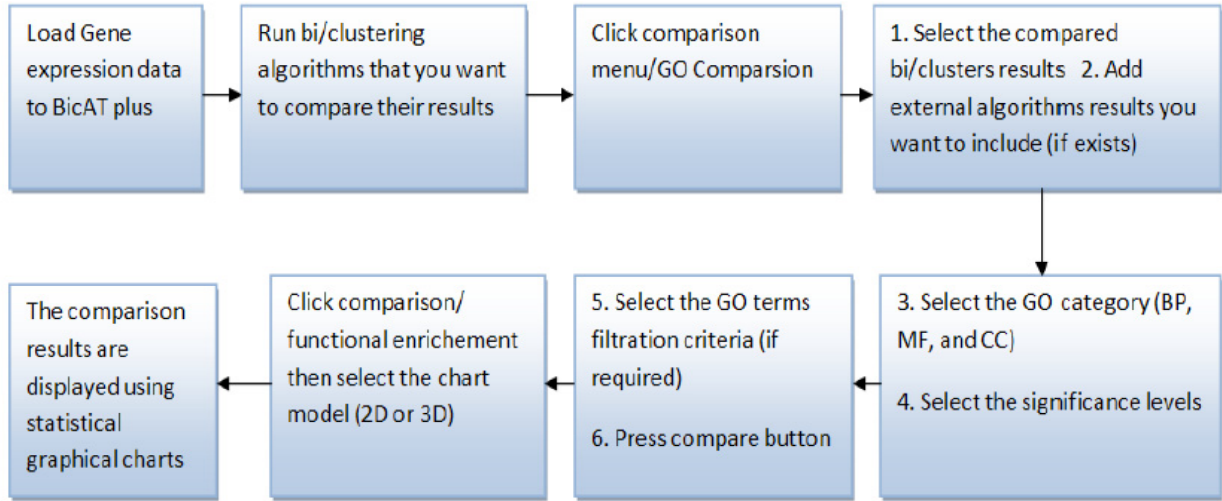 Load Gene
expression data
to BicAT plus
Run bi/clustering
algorithms that you want
to compare their results
Click comparison
menu/GO Comparsion
1. Select the compared
bi/clusters results 2. Add
external algorithms results you
want to include (if exists)
3. Select the GO category (BP,
MF, and CC)
4. Select the significance levels
5. Select the GO terms
filtration criteria (if
required)
6. Press compare button
Click comparison/
functional enrichement
then select the chart
model (2D or 3D)
The comparison
results are
displayed using
statistical
graphical charts